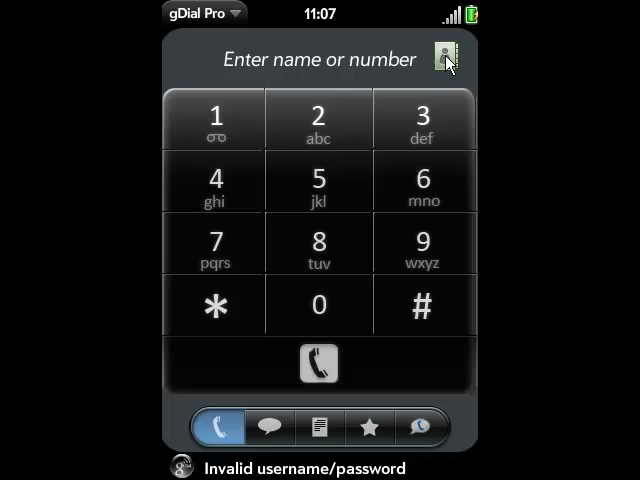 gDial Pro 11:07
Enter name or number
1 2 3
abc def
4 5 6
ghi jkl mno
7 8 9
pqrs tuv wxyz
* 0 #
g Invalid username/password